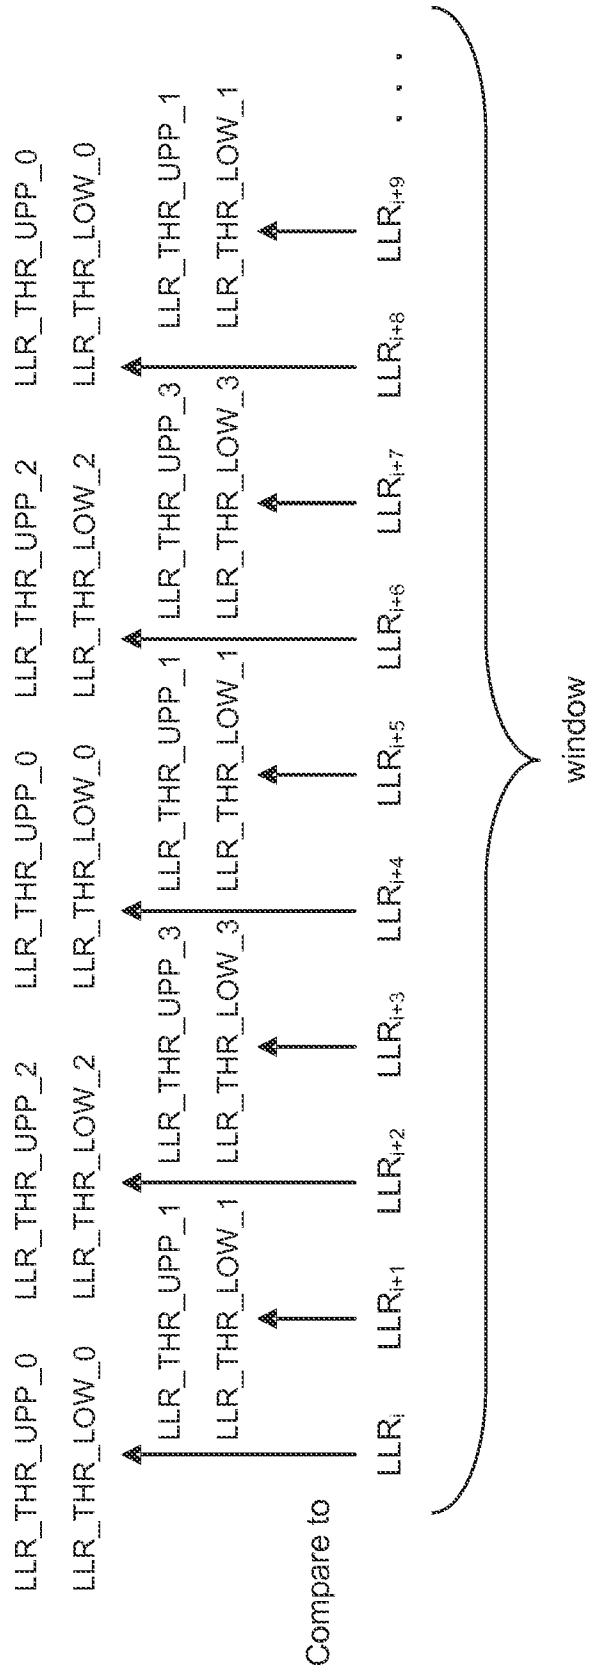 LLR_THR_UPP_0 LLR_THR_UPP_2 LLR_THR_UPP_0 LLR_THR_UPP_2 LLR_THR_UPP_0
LLR_THR_LOW_0 LLR_THR_LOW_2 LLR_THR_LOW_0 LLR_THR_LOW_2 LLR_THR_LOW_0
LLR_THR_UPP_1 LLR_THR_UPP_3 LLR_THR_UPP_1 LLR_THR_UPP_3 LLR_THR_UPP_1
LLR_THR_LOW_1 LLR_THR_LOW_3 LLR_THR_LOW_1 LLR_THR_LOW_3 LLR_THR_LOW_1
Compare to
LLRi LLRi+1 LLRi+2 LLRi+3 LLRi+4 LLRi+5 LLRi+6 LLRi+7 LLRi+8 LLRi+9 . . .
window